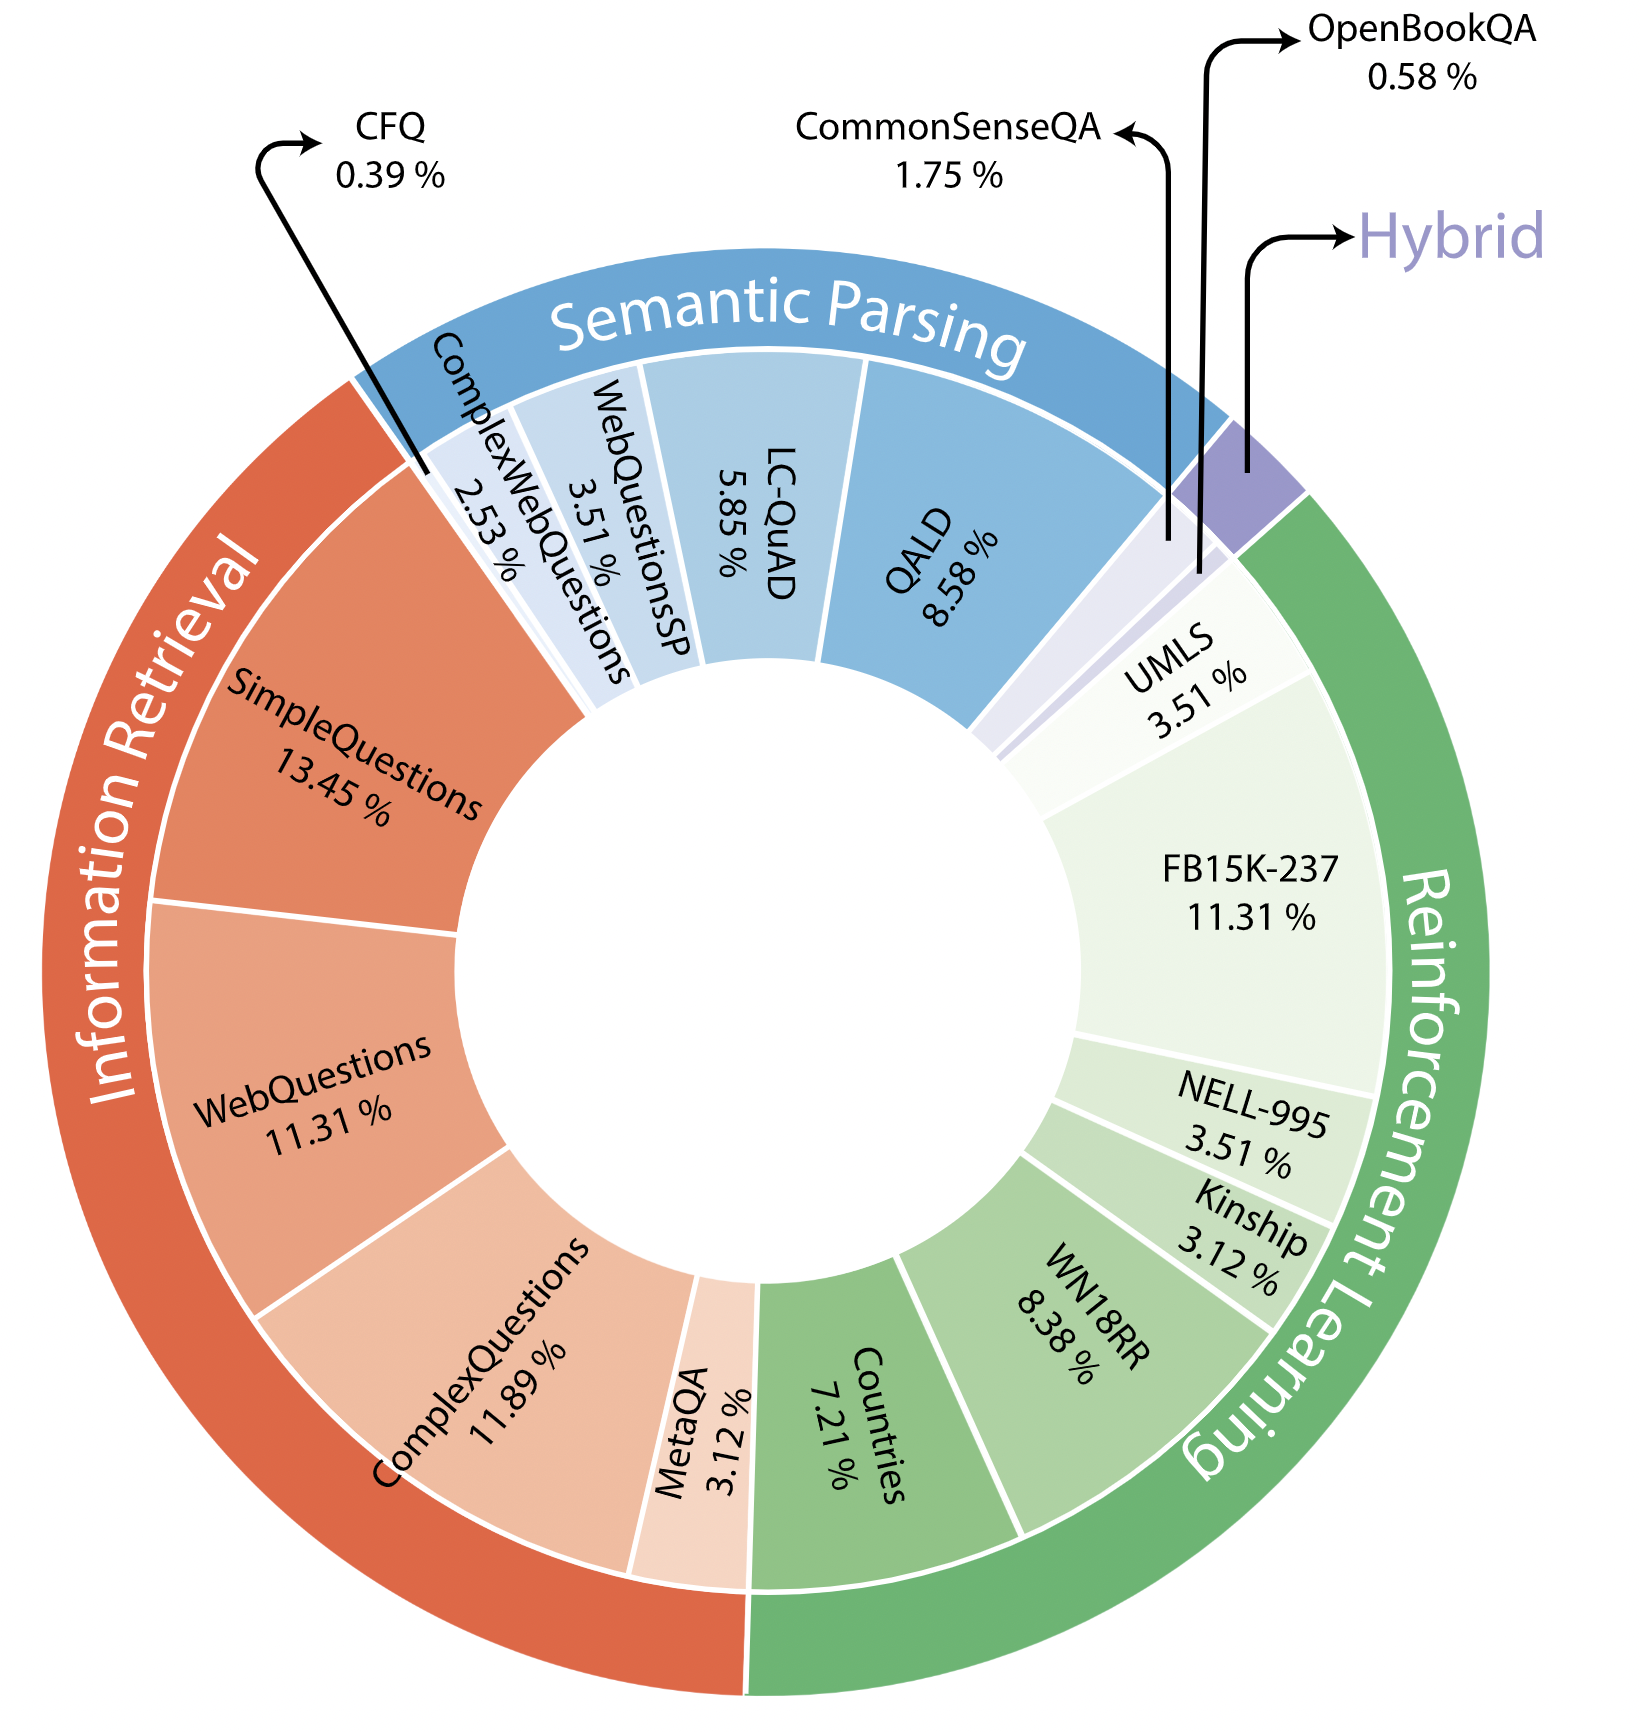 OpenBookQA
0.58 %
CFQ
0.39 %
CommonSenseQA
1.75 %
Hybrid
Semantic Parsing
ComplexWebQuestions
2.53 %
WebQuestionsSP
3.51 %
LC-QuAD
5.85 %
QALD
8.58 %
Reinforcement Learning
UMLS
3.51 %
FB15K-237
11.31 %
NELL-995
3.51 %
Kinship
3.12 %
WN18RR
8.38 %
Countries
7.21 %
Information Retrieval
SimpleQuestions
13.45 %
WebQuestions
11.31 %
ComplexQuestions
11.89 %
MetaQA
3.12 %